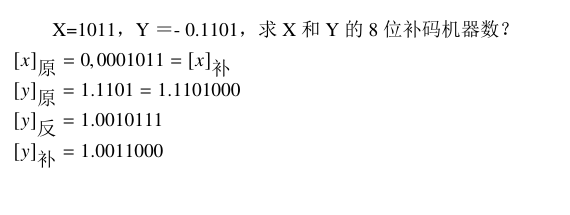 X=1011，Y =- 0.1101，求 X 和 Y 的 8 位补码机器数？
[x]原 = 0,0001011 = [x]补
[y]原 = 1.1101 = 1.1101000
[y]反 = 1.0010111
[y]补 = 1.0011000